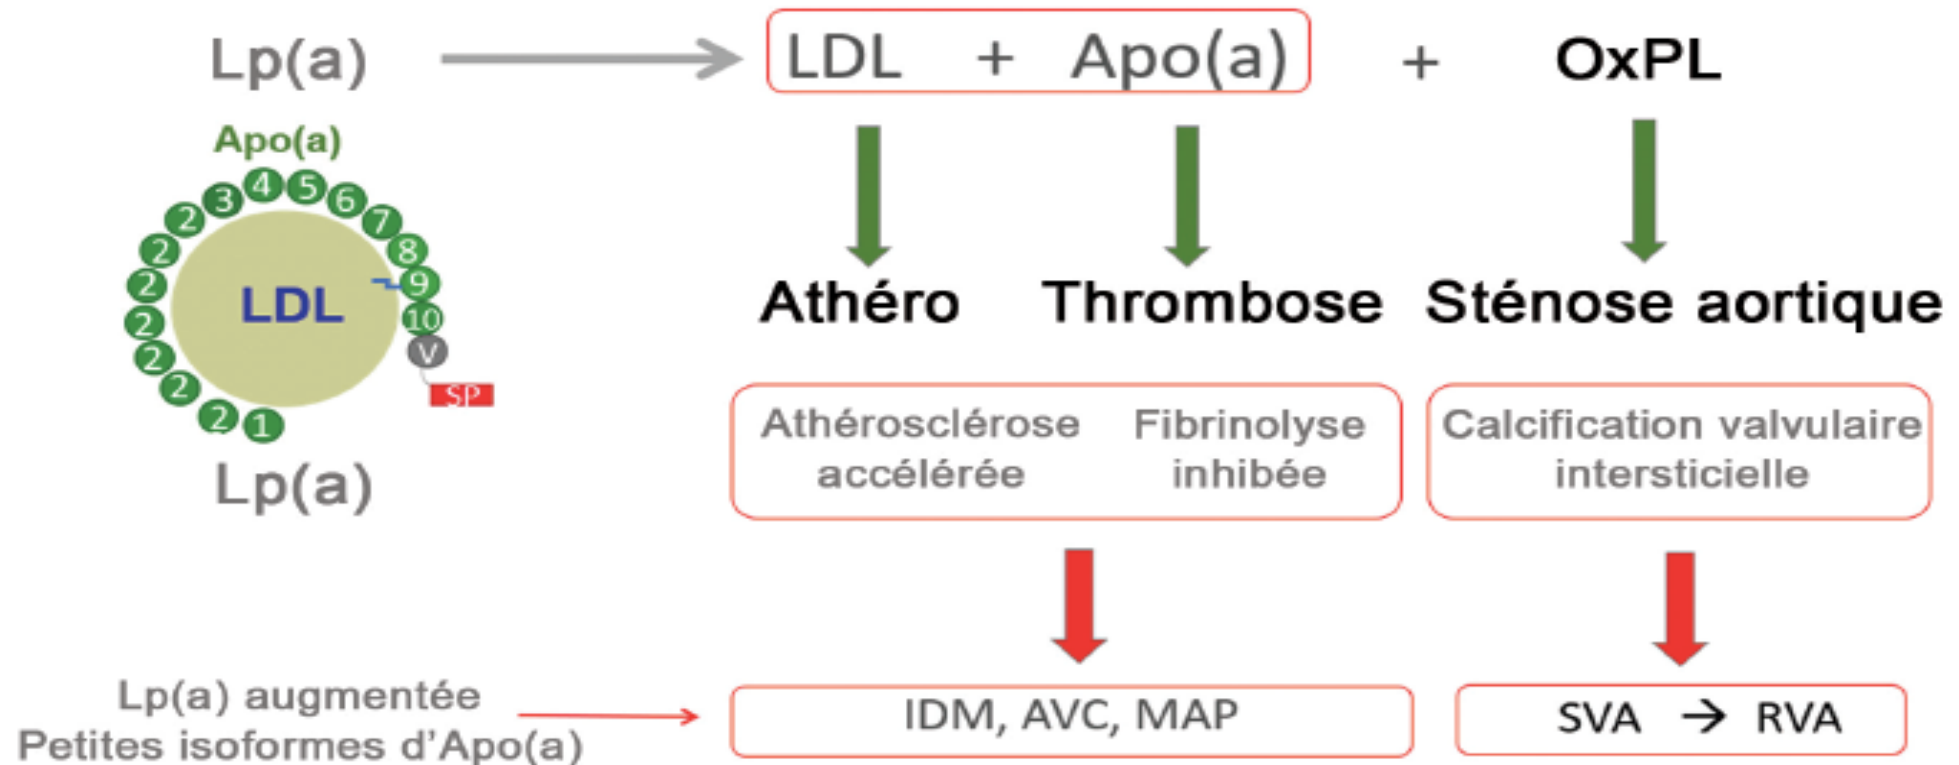 Lp(a) LDL + Apo(a) + OxPL
Apo(a)
1 2 2 2 2 2 2 2 3 4 5 6 7 8 9 10 V
SP
LDL
Lp(a)
Athéro Thrombose Sténose aortique
Athérosclérose
accélérée
Fibrinolyse
inhibée
Calcification valvulaire
intersticielle
Lp(a) augmentée
Petites isoformes d'Apo(a)
IDM, AVC, MAP
SVA → RVA